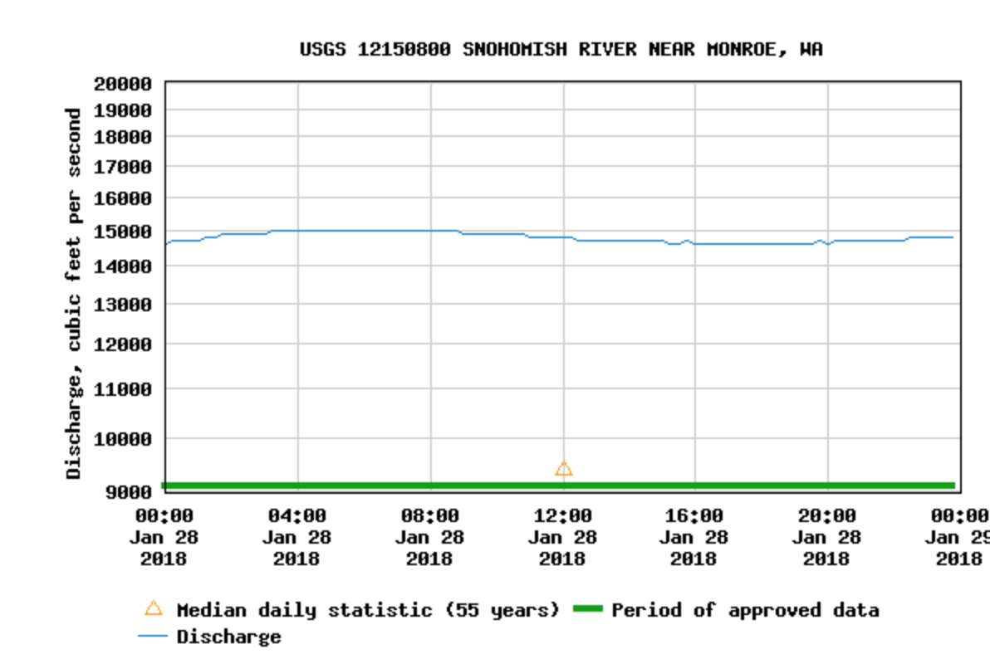 USGS 12150800 SNOHOMISH RIVER NEAR MONROE, WA
Discharge, cubic feet per second
20000
19000
18000
17000
16000
15000
14000
13000
12000
11000
10000
9000
00:00 04:00 08:00 12:00 16:00 20:00 00:00
Jan 28 Jan 28 Jan 28 Jan 28 Jan 28 Jan 28 Jan 29
2018 2018 2018 2018 2018 2018 2018
Median daily statistic (55 years) Period of approved data
Discharge